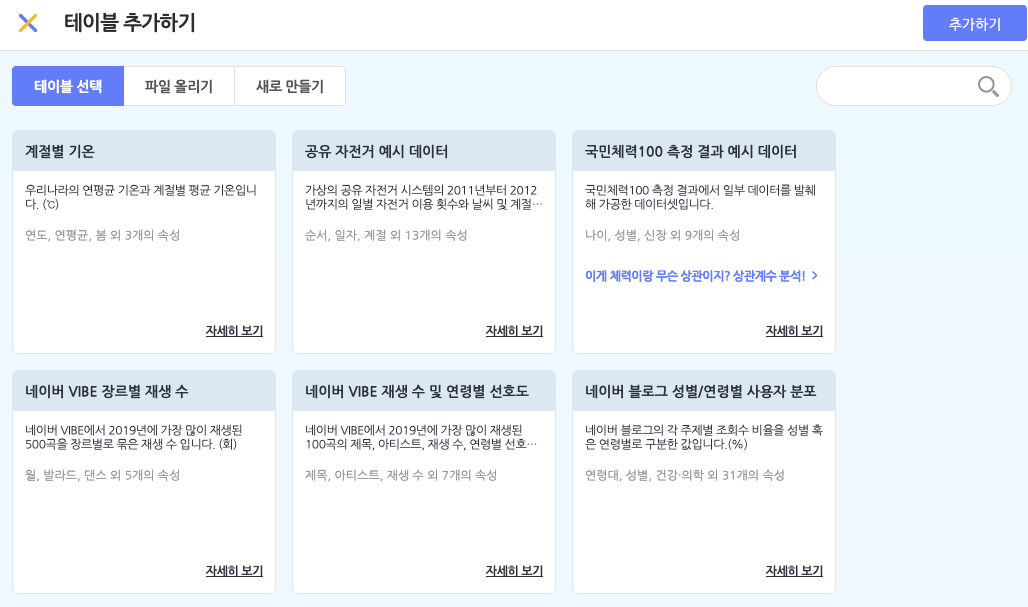 테이블 추가하기
추가하기
테이블 선택
파일 올리기
새로 만들기
계절별 기온
우리나라의 연평균 기온과 계절별 평균 기온입니
다. (℃)
연도, 연평균, 봄 외 3개의 속성
자세히 보기
공유 자전거 예시 데이터
가상의 공유 자전거 시스템의 2011년부터 2012
년까지의 일별 자전거 이용 횟수와 날씨 및 계절…
순서, 일자, 계절 외 13개의 속성
자세히 보기
국민체력100 측정 결과 예시 데이터
국민체력100 측정 결과에서 일부 데이터를 발췌
해 가공한 데이터셋입니다.
나이, 성별, 신장 외 9개의 속성
이게 체력이랑 무슨 상관이지? 상관계수 분석!
자세히 보기
네이버 VIBE 장르별 재생 수
네이버 VIBE에서 2019년에 가장 많이 재생된
500곡을 장르별로 묶은 재생 수 입니다. (회)
월, 발라드, 댄스 외 5개의 속성
자세히 보기
네이버 VIBE 재생 수 및 연령별 선호도
네이버 VIBE에서 2019년에 가장 많이 재생된
100곡의 제목, 아티스트, 재생 수, 연령별 선호…
제목, 아티스트, 재생 수 외 7개의 속성
자세히 보기
네이버 블로그 성별/연령별 사용자 분포
네이버 블로그의 각 주제별 조회수 비율을 성별 혹
은 연령별로 구분한 값입니다.(%)
연령대, 성별, 건강·의학 외 31개의 속성
자세히 보기